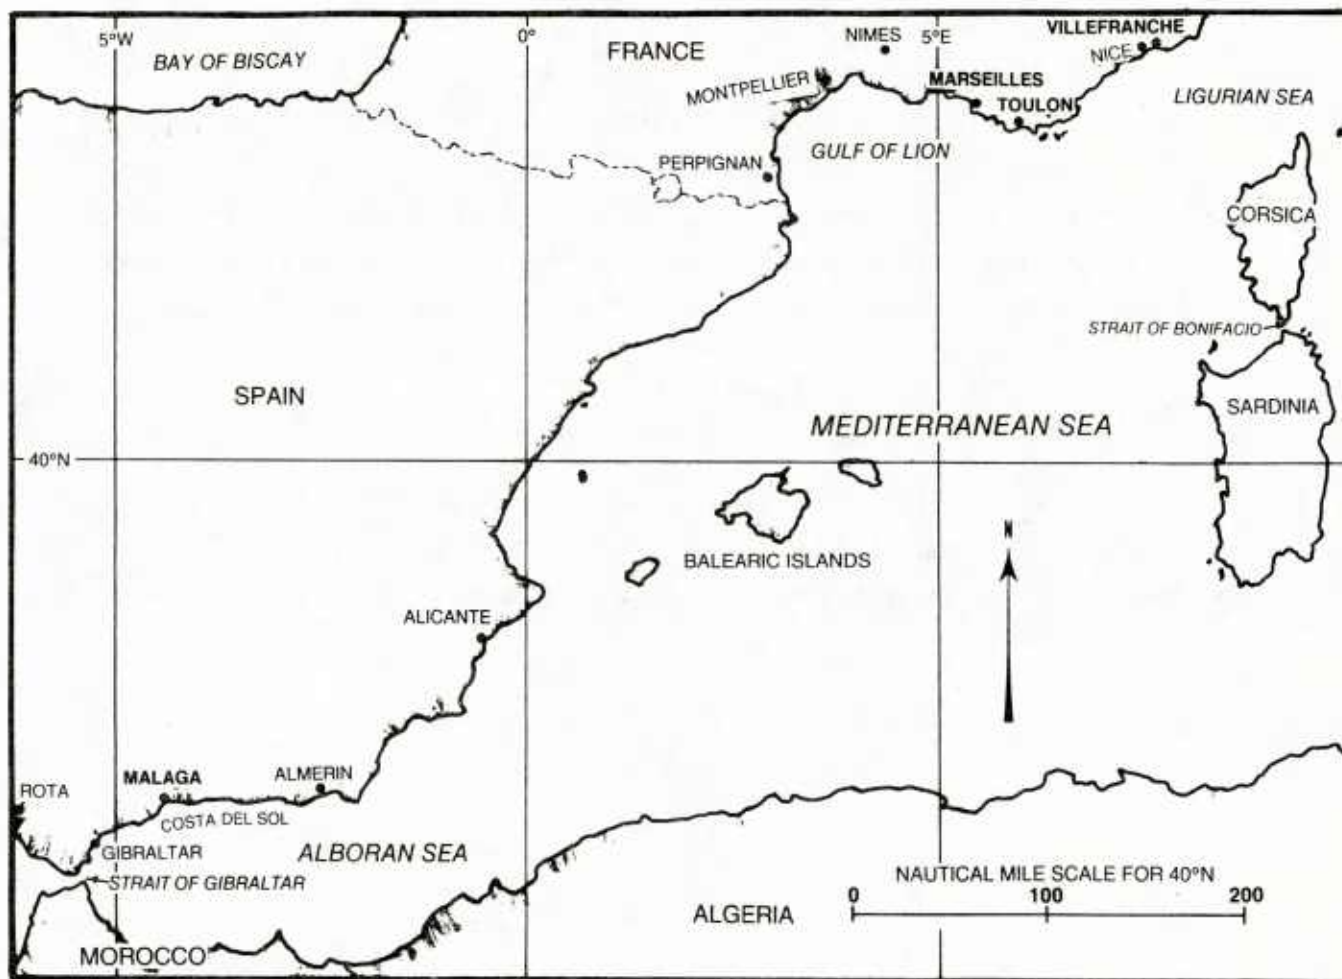 5°W
0°
5°E
VILLEFRANCHE
NIMES
FRANCE
NICE
BAY OF BISCAY
MONTPELLIER
MARSEILLES
TOULON
LIGURIAN SEA
GULF OF LION
PERPIGNAN
CORSICA
STRAIT OF BONIFACIO
SPAIN
SARDINIA
MEDITERRANEAN SEA
40°N
N
BALEARIC ISLANDS
ALICANTE
MALAGA
ALMERIN
ROTA
COSTA DEL SOL
GIBRALTAR
ALBORAN SEA
STRAIT OF GIBRALTAR
NAUTICAL MILE SCALE FOR 40°N
0 100 200
ALGERIA
MOROCCO